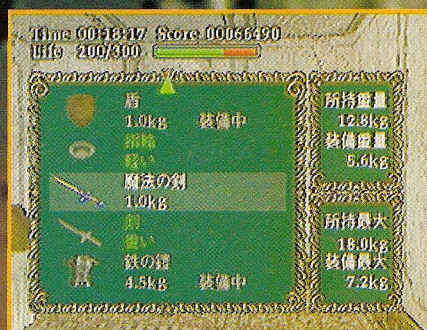 Time 00:18:17 Score 00066490
Life 200/300
盾
1.0kg 装備中
指輪
軽い
魔法の剣
1.0kg
剣
重い
鉄の鎧
4.5kg 装備中
所持重量
12.8kg
装備重量
5.6kg
所持最大
18.0kg
装備最大
7.2kg